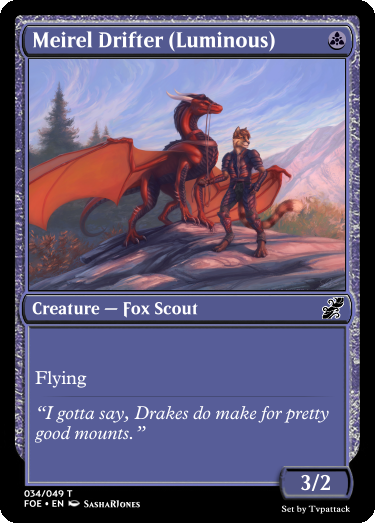 Meirel Drifter (Luminous)
Creature — Fox Scout
Flying
“I gotta say, Drakes do make for pretty
good mounts.”
3/2
034/049 T
FOE • EN SashaRJones
Set by Tvpattack